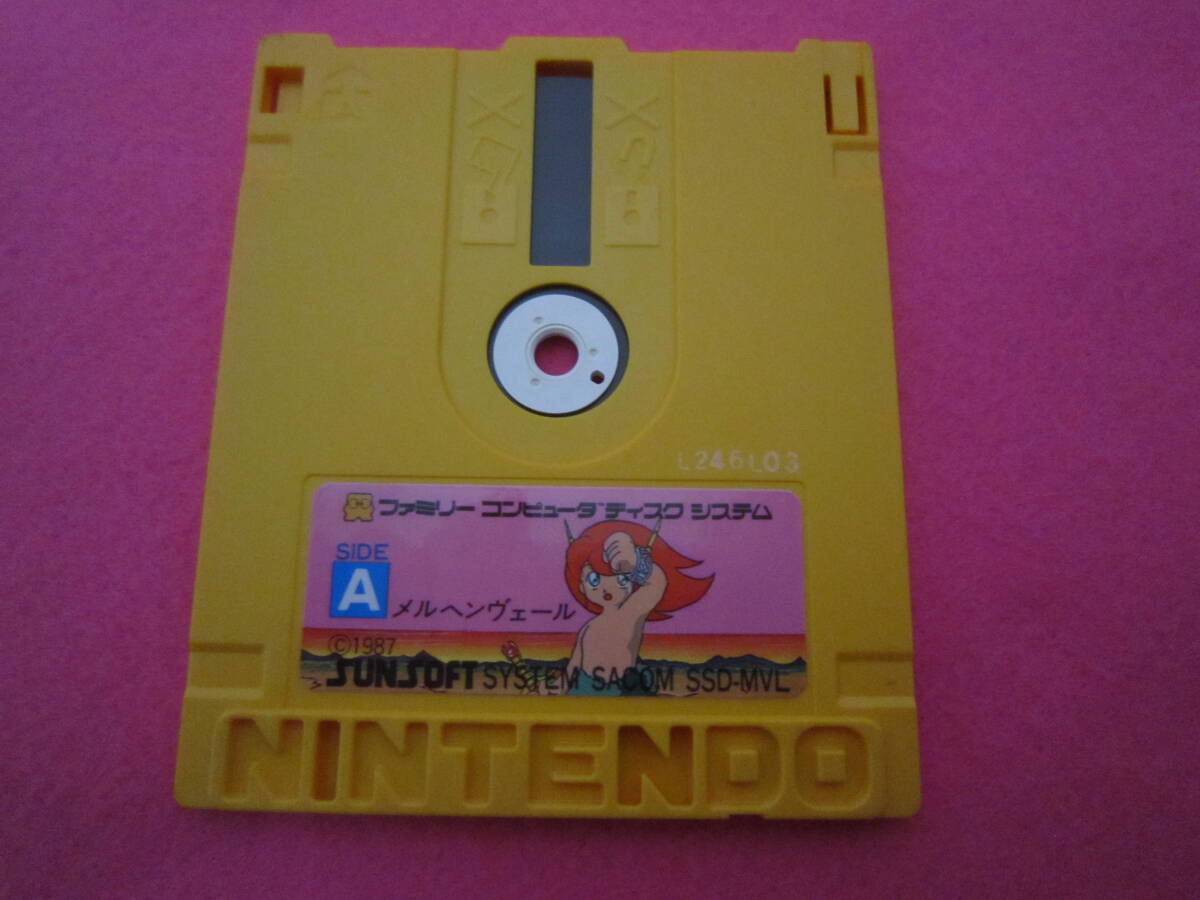 L246L03
ファミリー コンピュータ ディスク システム
SIDE
A
メルヘンヴェール
©1987
SUNSOFT SYSTEM SACOM SSD-MVL
NINTENDO